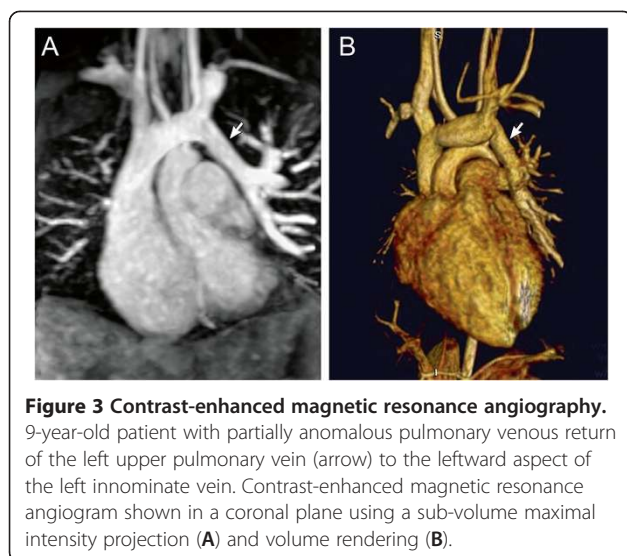 A
B
S
Figure 3 Contrast-enhanced magnetic resonance angiography.
9-year-old patient with partially anomalous pulmonary venous return
of the left upper pulmonary vein (arrow) to the leftward aspect of
the left innominate vein. Contrast-enhanced magnetic resonance
angiogram shown in a coronal plane using a sub-volume maximal
intensity projection (A) and volume rendering (B).